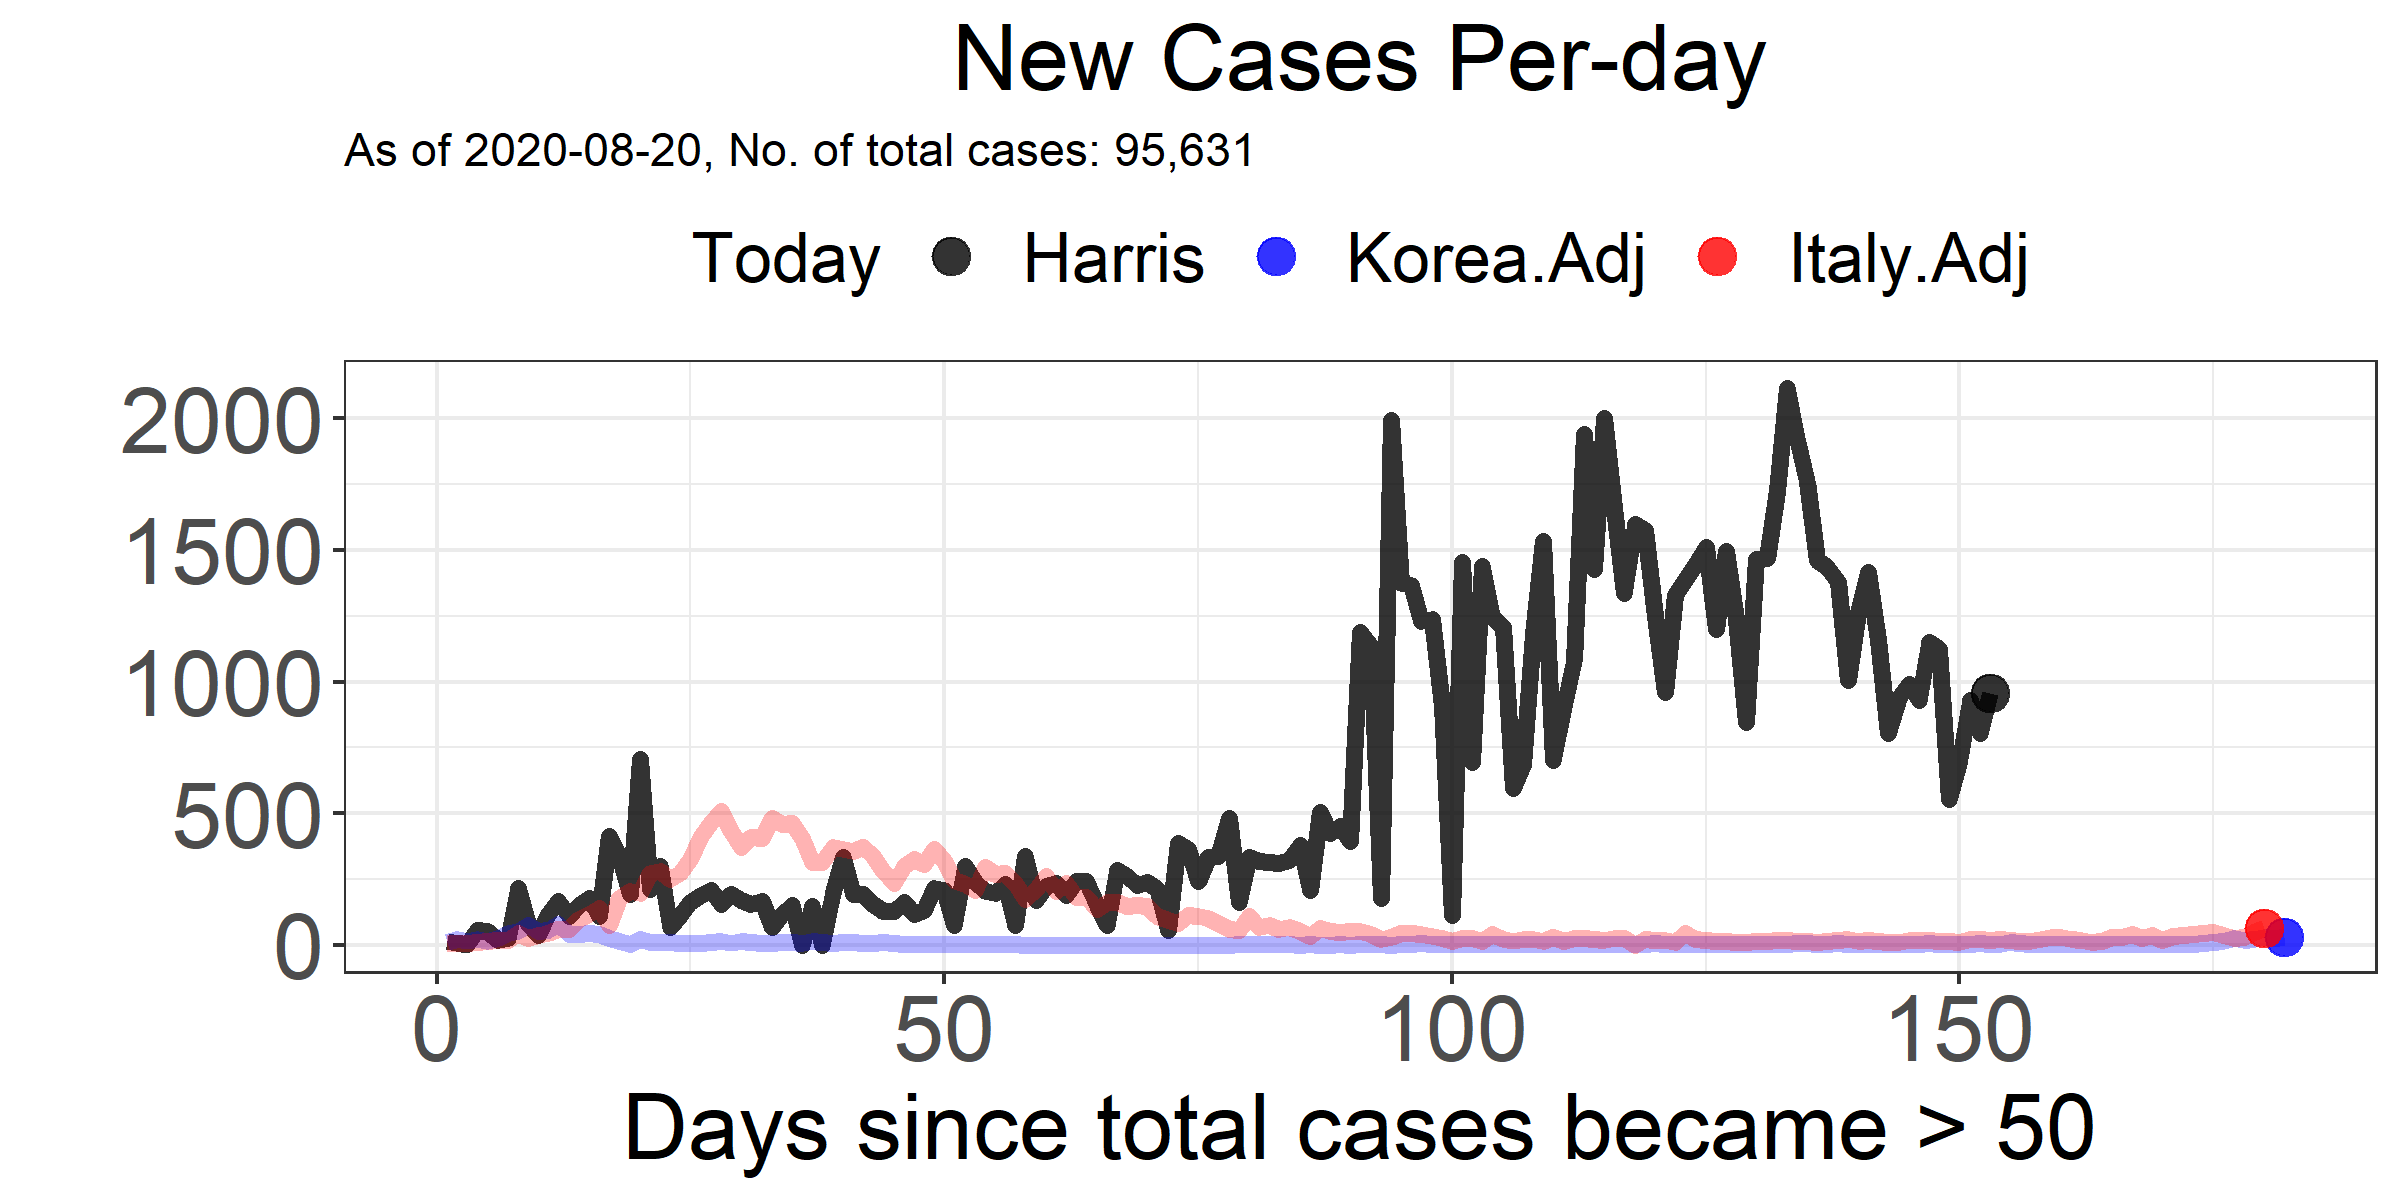 New Cases Per-day
As of 2020-08-20, No. of total cases: 95,631
Today Harris Korea.Adj Italy.Adj
2000
1500
1000
500
0
0 50 100 150
Days since total cases became > 50